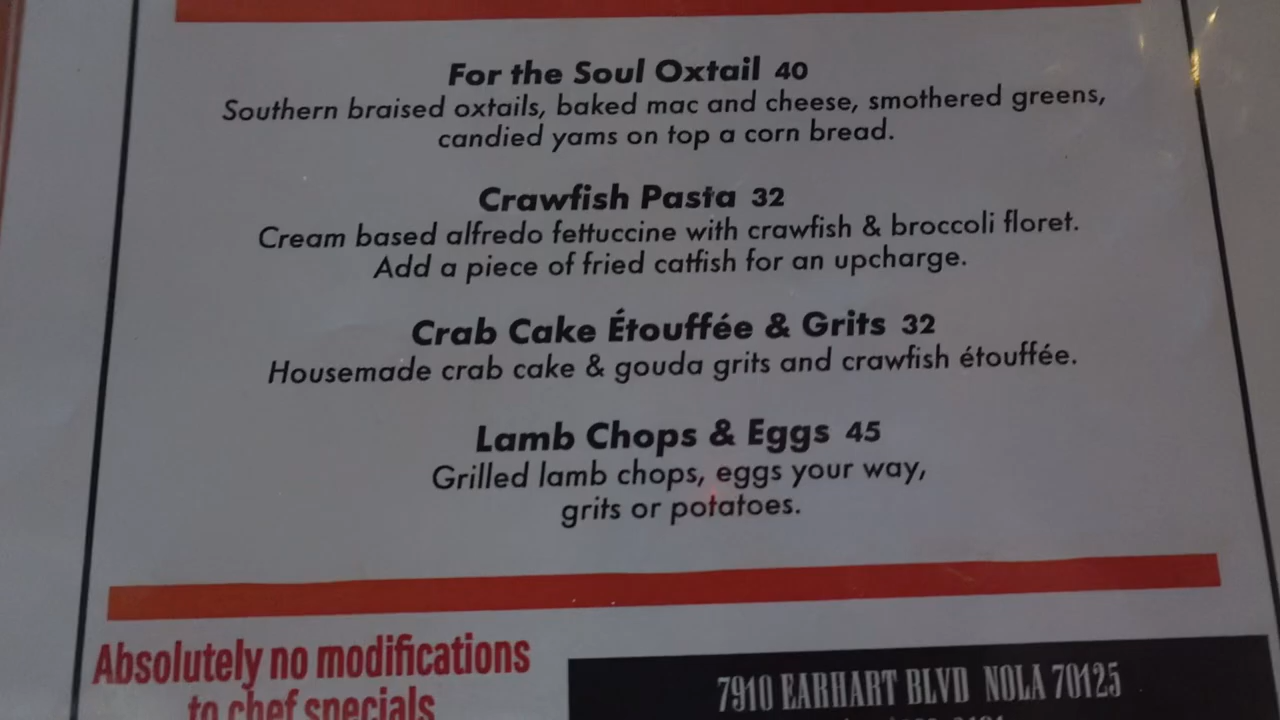 For the Soul Oxtail 40
Southern braised oxtails, baked mac and cheese, smothered greens,
candied yams on top a corn bread.
Crawfish Pasta 32
Cream based alfredo fettuccine with crawfish & broccoli floret.
Add a piece of fried catfish for an upcharge.
Crab Cake Étouffée & Grits 32
Housemade crab cake & gouda grits and crawfish étouffée.
Lamb Chops & Eggs 45
Grilled lamb chops, eggs your way,
grits or potatoes.
Absolutely no modifications
to chef specials
7910 EARHART BLVD NOLA 70125